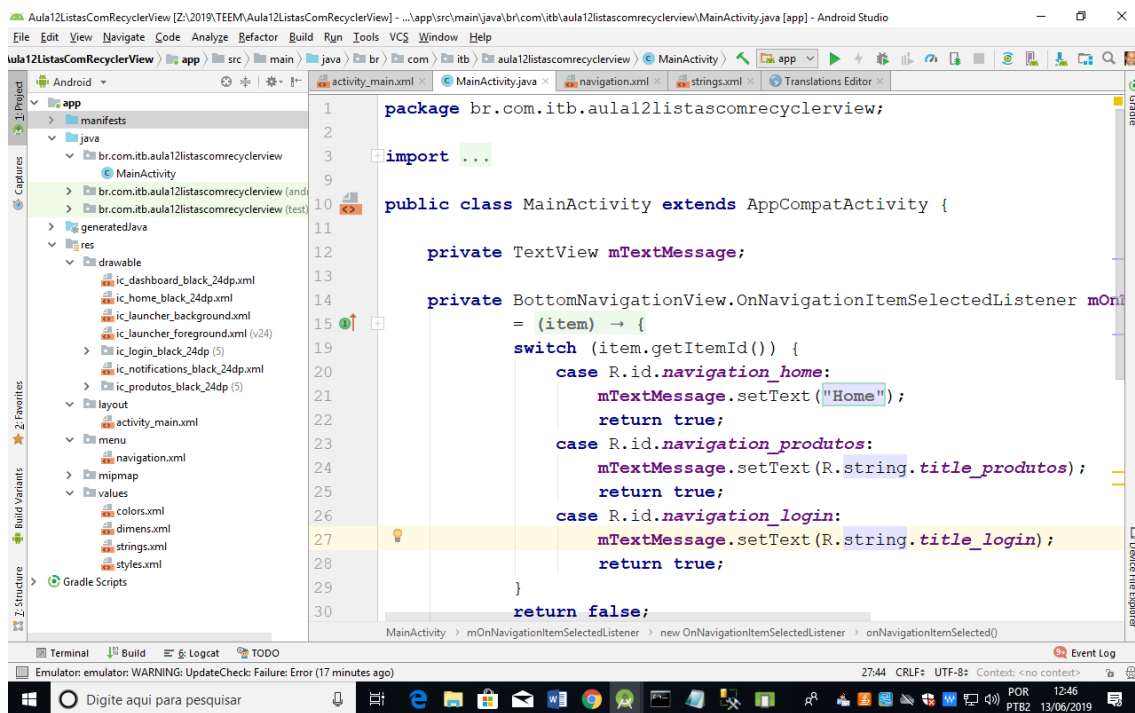 Aula12ListasComRecyclerView [Z:\2019\TEEM\Aula12ListasComRecyclerView] - ...\app\src\main\java\br\com\itb\aula12listascomrecyclerview\MainActivity.java [app] - Android Studio
File Edit View Navigate Code Analyze Refactor Build Run Tools VCS Window Help
Aula12ListasComRecyclerView app src main java br com itb aula12listascomrecyclerview MainActivity app
Android
activity_main.xml MainActivity.java navigation.xml strings.xml Translations Editor
1: Project
Captures
2: Favorites
Build Variants
7: Structure
app
manifests
java
br.com.itb.aula12listascomrecyclerview
MainActivity
br.com.itb.aula12listascomrecyclerview (andr
br.com.itb.aula12listascomrecyclerview (test)
generatedJava
res
drawable
ic_dashboard_black_24dp.xml
ic_home_black_24dp.xml
ic_launcher_background.xml
ic_launcher_foreground.xml (v24)
ic_login_black_24dp (5)
ic_notifications_black_24dp.xml
ic_produtos_black_24dp (5)
layout
activity_main.xml
menu
navigation.xml
mipmap
values
colors.xml
dimens.xml
strings.xml
styles.xml
Gradle Scripts
1 package br.com.itb.aula12listascomrecyclerview;
2
3 import ...
9
10 public class MainActivity extends AppCompatActivity {
11
12 private TextView mTextMessage;
13
14 private BottomNavigationView.OnNavigationItemSelectedListener mOnN
15 = (item) → {
19 switch (item.getItemId()) {
20 case R.id.navigation_home:
21 mTextMessage.setText("Home");
22 return true;
23 case R.id.navigation_produtos:
24 mTextMessage.setText(R.string.title_produtos);
25 return true;
26 case R.id.navigation_login:
27 mTextMessage.setText(R.string.title_login);
28 return true;
29 }
30 return false;
MainActivity > mOnNavigationItemSelectedListener > new OnNavigationItemSelectedListener > onNavigationItemSelected()
Gradle
Device File Explorer
Terminal Build 6: Logcat TODO Event Log
Emulator: emulator: WARNING: UpdateCheck: Failure: Error (17 minutes ago) 27:44 CRLF UTF-8 Context: <no context>
Digite aqui para pesquisar
POR 12:46
PTB2 13/06/2019